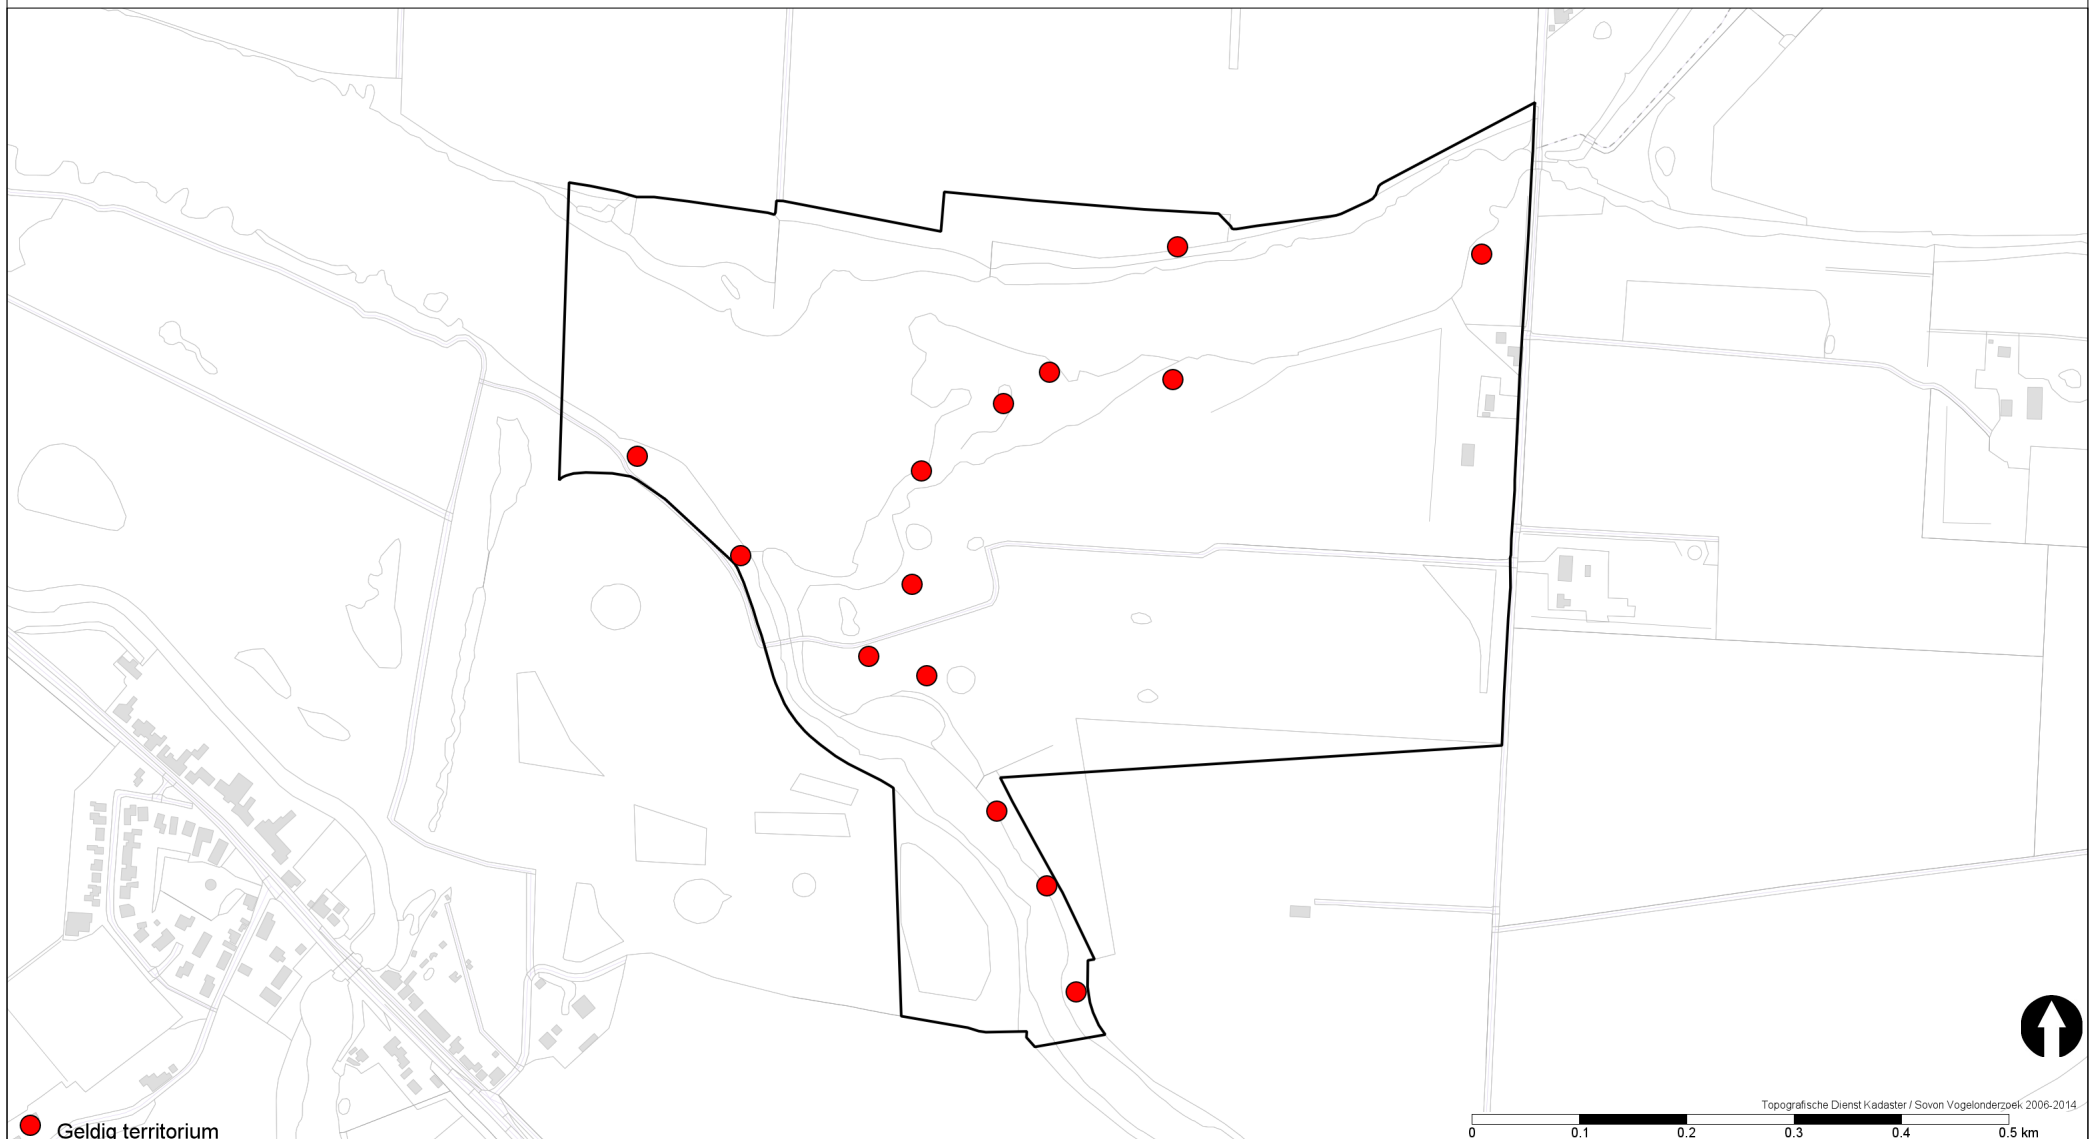 Topografische Dienst Kadaster / Sovon Vogelonderzoek 2006-2014
Geldig territorium
0 0.1 0.2 0.3 0.4 0.5 km